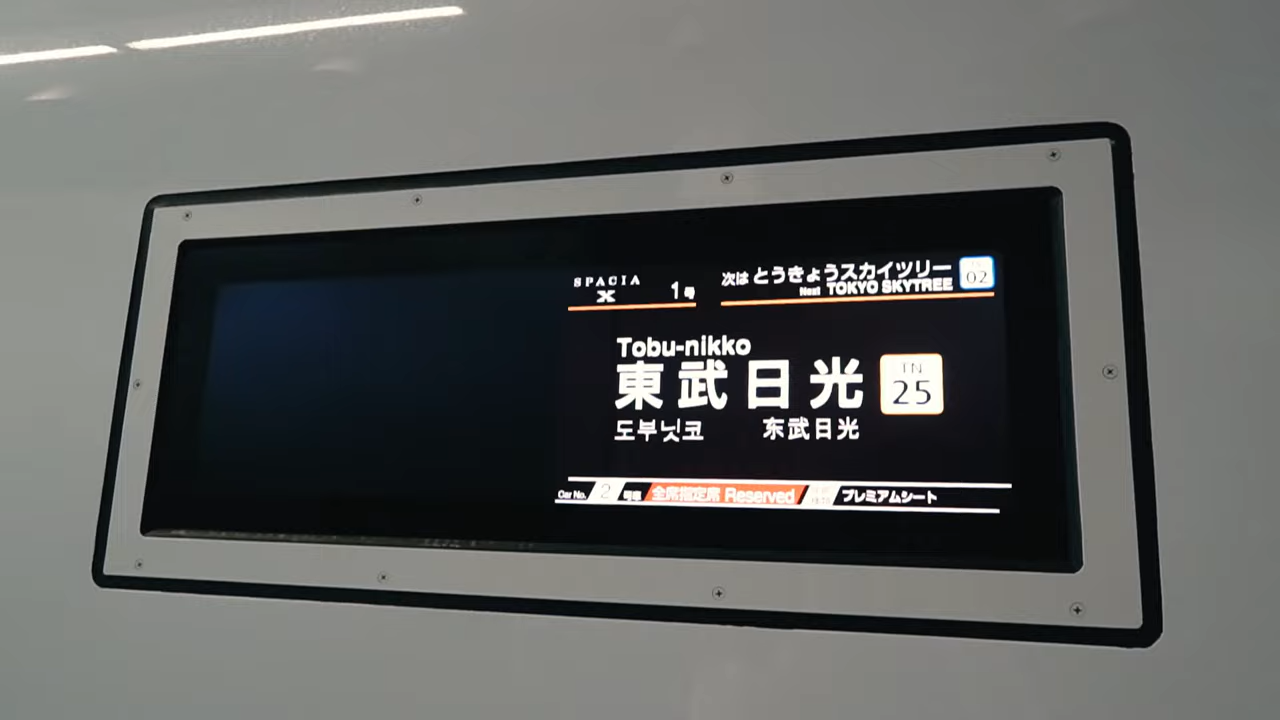 SPACIA
X 1号
次は とうきょうスカイツリー 02
Next TOKYO SKYTREE
Tobu-nikko
東武日光 TN 25
도부닛코 东武日光
Car No. 2 号車 全席指定席 Reserved プレミアムシート